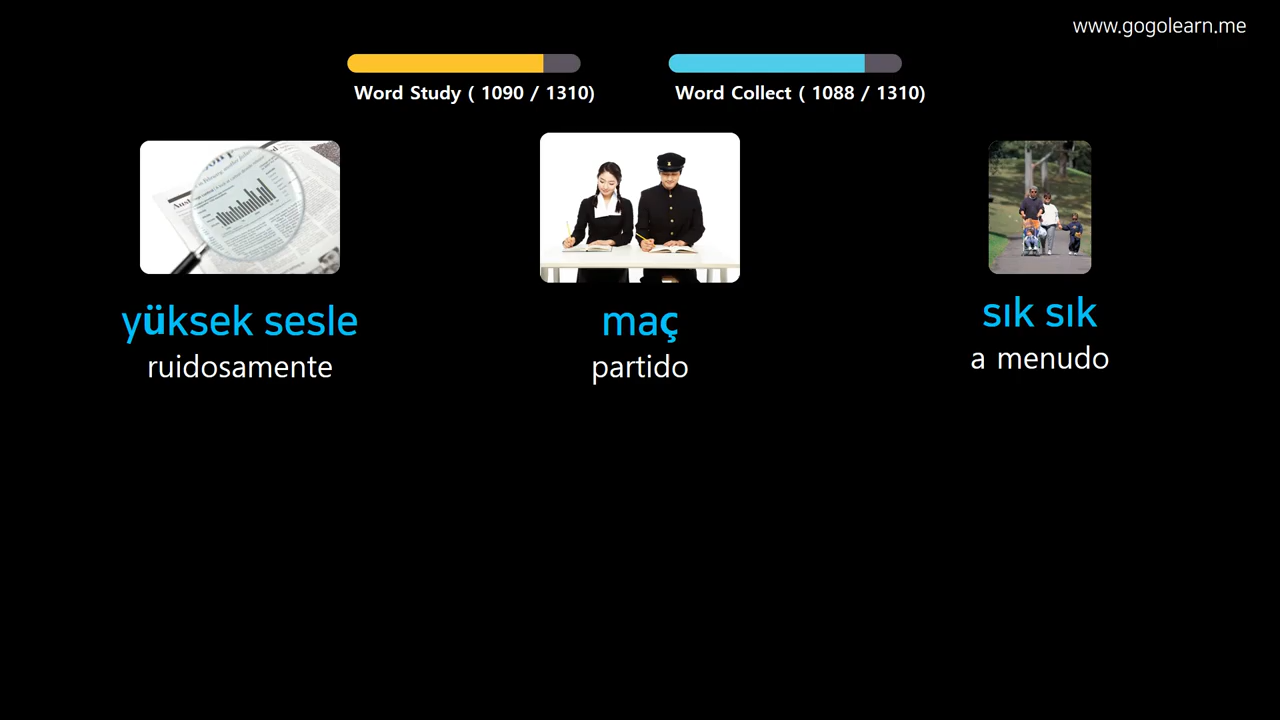 www.gogolearn.me
Word Study ( 1090 / 1310)
Word Collect ( 1088 / 1310)
yüksek sesle
ruidosamente
maç
partido
sık sık
a menudo